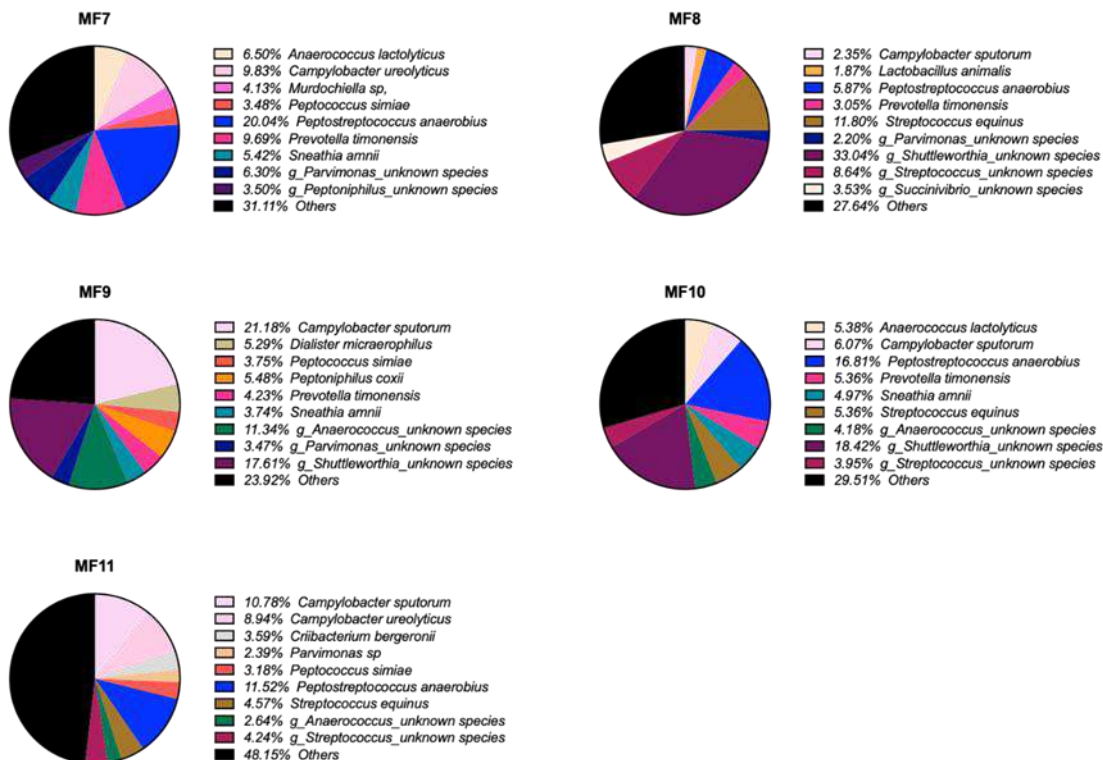 MF7
6.50% Anaerococcus lactolyticus
9.83% Campylobacter ureolyticus
4.13% Murdochiella sp,
3.48% Peptococcus simiae
20.04% Peptostreptococcus anaerobius
9.69% Prevotella timonensis
5.42% Sneathia amnii
6.30% g_Parvimonas_unknown species
3.50% g_Peptoniphilus_unknown species
31.11% Others
MF8
2.35% Campylobacter sputorum
1.87% Lactobacillus animalis
5.87% Peptostreptococcus anaerobius
3.05% Prevotella timonensis
11.80% Streptococcus equinus
2.20% g_Parvimonas_unknown species
33.04% g_Shuttleworthia_unknown species
8.64% g_Streptococcus_unknown species
3.53% g_Succinivibrio_unknown species
27.64% Others
MF9
21.18% Campylobacter sputorum
5.29% Dialister micraerophilus
3.75% Peptococcus simiae
5.48% Peptoniphilus coxii
4.23% Prevotella timonensis
3.74% Sneathia amnii
11.34% g_Anaerococcus_unknown species
3.47% g_Parvimonas_unknown species
17.61% g_Shuttleworthia_unknown species
23.92% Others
MF10
5.38% Anaerococcus lactolyticus
6.07% Campylobacter sputorum
16.81% Peptostreptococcus anaerobius
5.36% Prevotella timonensis
4.97% Sneathia amnii
5.36% Streptococcus equinus
4.18% g_Anaerococcus_unknown species
18.42% g_Shuttleworthia_unknown species
3.95% g_Streptococcus_unknown species
29.51% Others
MF11
10.78% Campylobacter sputorum
8.94% Campylobacter ureolyticus
3.59% Criibacterium bergeronii
2.39% Parvimonas sp
3.18% Peptococcus simiae
11.52% Peptostreptococcus anaerobius
4.57% Streptococcus equinus
2.64% g_Anaerococcus_unknown species
4.24% g_Streptococcus_unknown species
48.15% Others